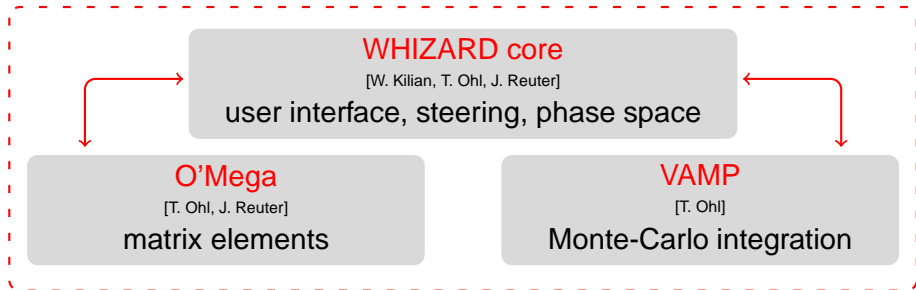 WHIZARD core
[W. Kilian, T. Ohl, J. Reuter]
user interface, steering, phase space
O’Mega
[T. Ohl, J. Reuter]
matrix elements
VAMP
[T. Ohl]
Monte-Carlo integration